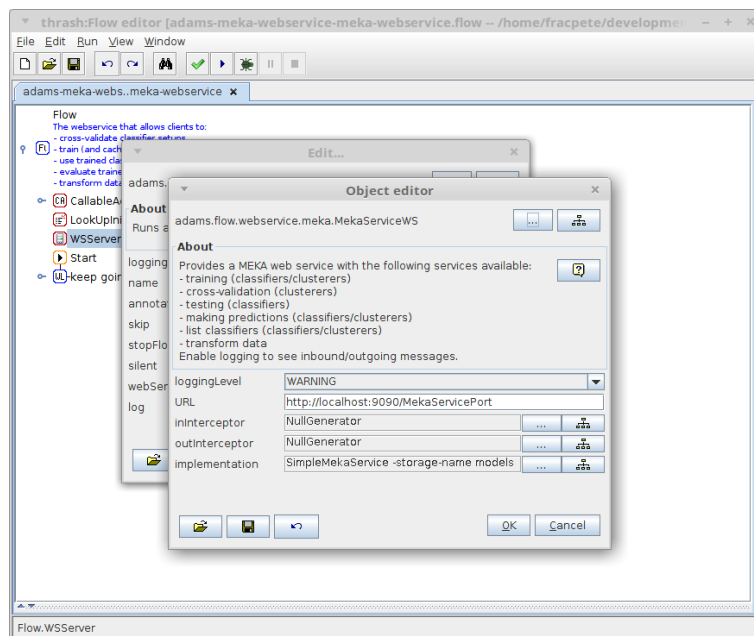 thrash:Flow editor [adams-meka-webservice-meka-webservice.flow -- /home/fracpete/development
File Edit Run View Window
adams-meka-webs..meka-webservice
Flow
The webservice that allows clients to:
- cross-validate classifier setups
- train (and cach
- use trained cla
- evaluate traine
- transform data
CallableA
LookUpIni
WSServer
Start
keep goin
Edit...
adams.
About
Runs a
logging
name
annota
skip
stopFlo
silent
webSer
log
Object editor
adams.flow.webservice.meka.MekaServiceWS
...
About
Provides a MEKA web service with the following services available:
- training (classifiers/clusterers)
- cross-validation (clusterers)
- testing (classifiers)
- making predictions (classifiers/clusterers)
- list classifiers (classifiers/clusterers)
- transform data
Enable logging to see inbound/outgoing messages.
loggingLevel WARNING
URL http://localhost:9090/MekaServicePort
inInterceptor NullGenerator ...
outInterceptor NullGenerator ...
implementation SimpleMekaService -storage-name models ...
OK Cancel
Flow.WSServer